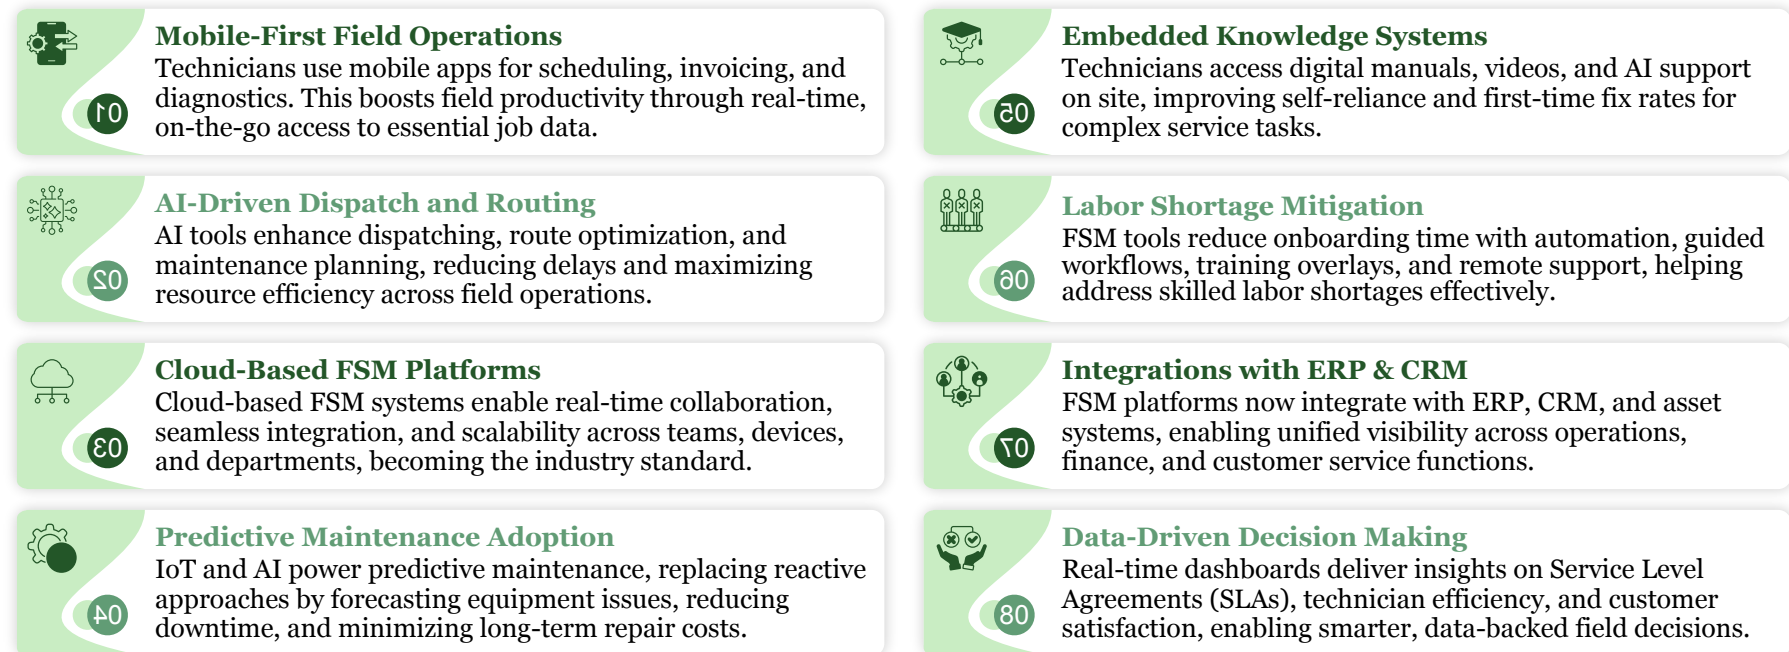 Mobile-First Field Operations
Technicians use mobile apps for scheduling, invoicing, and
diagnostics. This boosts field productivity through real-time,
on-the-go access to essential job data.
01
AI-Driven Dispatch and Routing
AI tools enhance dispatching, route optimization, and
maintenance planning, reducing delays and maximizing
resource efficiency across field operations.
02
Cloud-Based FSM Platforms
Cloud-based FSM systems enable real-time collaboration,
seamless integration, and scalability across teams, devices,
and departments, becoming the industry standard.
03
Predictive Maintenance Adoption
IoT and AI power predictive maintenance, replacing reactive
approaches by forecasting equipment issues, reducing
downtime, and minimizing long-term repair costs.
04
Embedded Knowledge Systems
Technicians access digital manuals, videos, and AI support
on site, improving self-reliance and first-time fix rates for
complex service tasks.
05
Labor Shortage Mitigation
FSM tools reduce onboarding time with automation, guided
workflows, training overlays, and remote support, helping
address skilled labor shortages effectively.
06
Integrations with ERP & CRM
FSM platforms now integrate with ERP, CRM, and asset
systems, enabling unified visibility across operations,
finance, and customer service functions.
07
Data-Driven Decision Making
Real-time dashboards deliver insights on Service Level
Agreements (SLAs), technician efficiency, and customer
satisfaction, enabling smarter, data-backed field decisions.
08